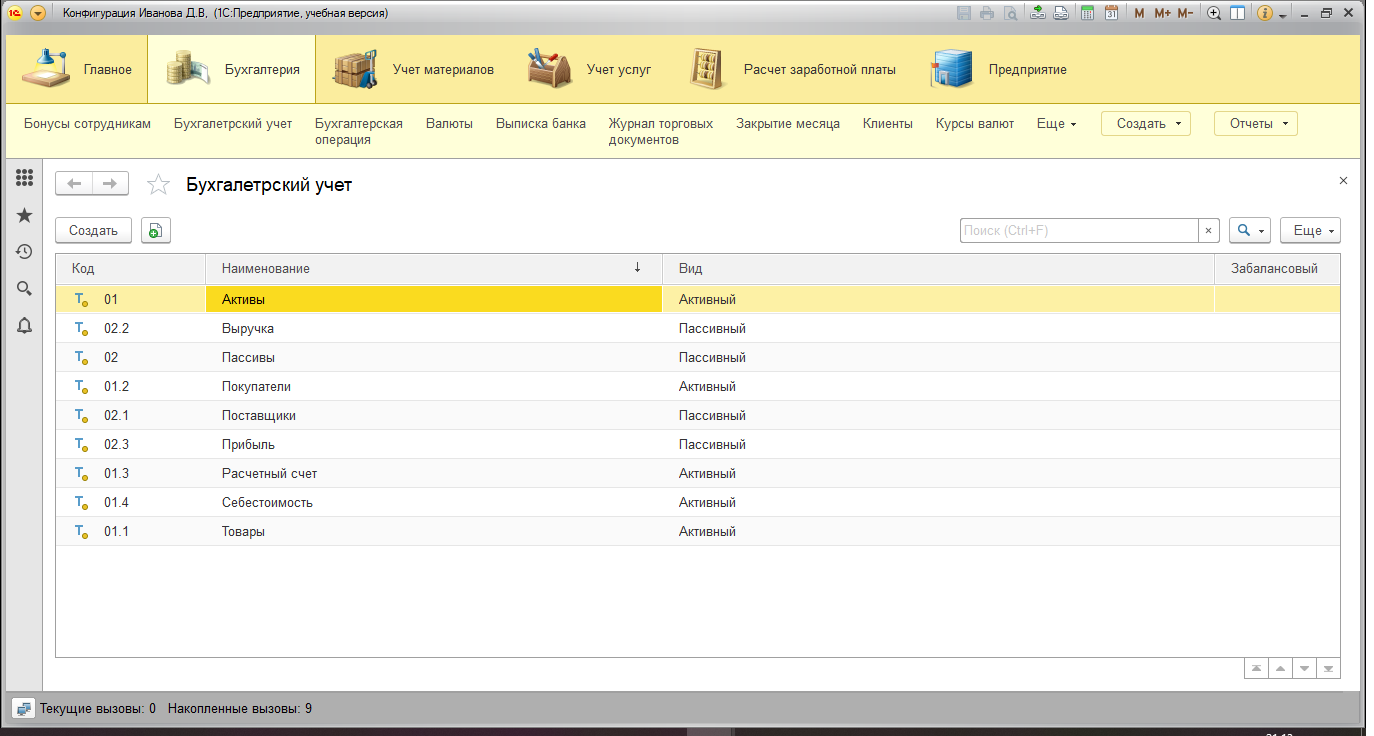 Конфигурация Иванова Д.В, (1С:Предприятие, учебная версия)
M M+ M-
Главное
Бухгалтерия
Учет материалов
Учет услуг
Расчет заработной платы
Предприятие
Бонусы сотрудникам
Бухгалетрский учет
Бухгалтерская
операция
Валюты
Выписка банка
Журнал торговых
документов
Закрытие месяца
Клиенты
Курсы валют
Еще
Создать
Отчеты
Бухгалетрский учет
Создать
Поиск (Ctrl+F)
Еще
Код Наименование Вид Забалансовый
01 Активы Активный
02.2 Выручка Пассивный
02 Пассивы Пассивный
01.2 Покупатели Активный
02.1 Поставщики Пассивный
02.3 Прибыль Пассивный
01.3 Расчетный счет Активный
01.4 Себестоимость Активный
01.1 Товары Активный
Текущие вызовы: 0 Накопленные вызовы: 9